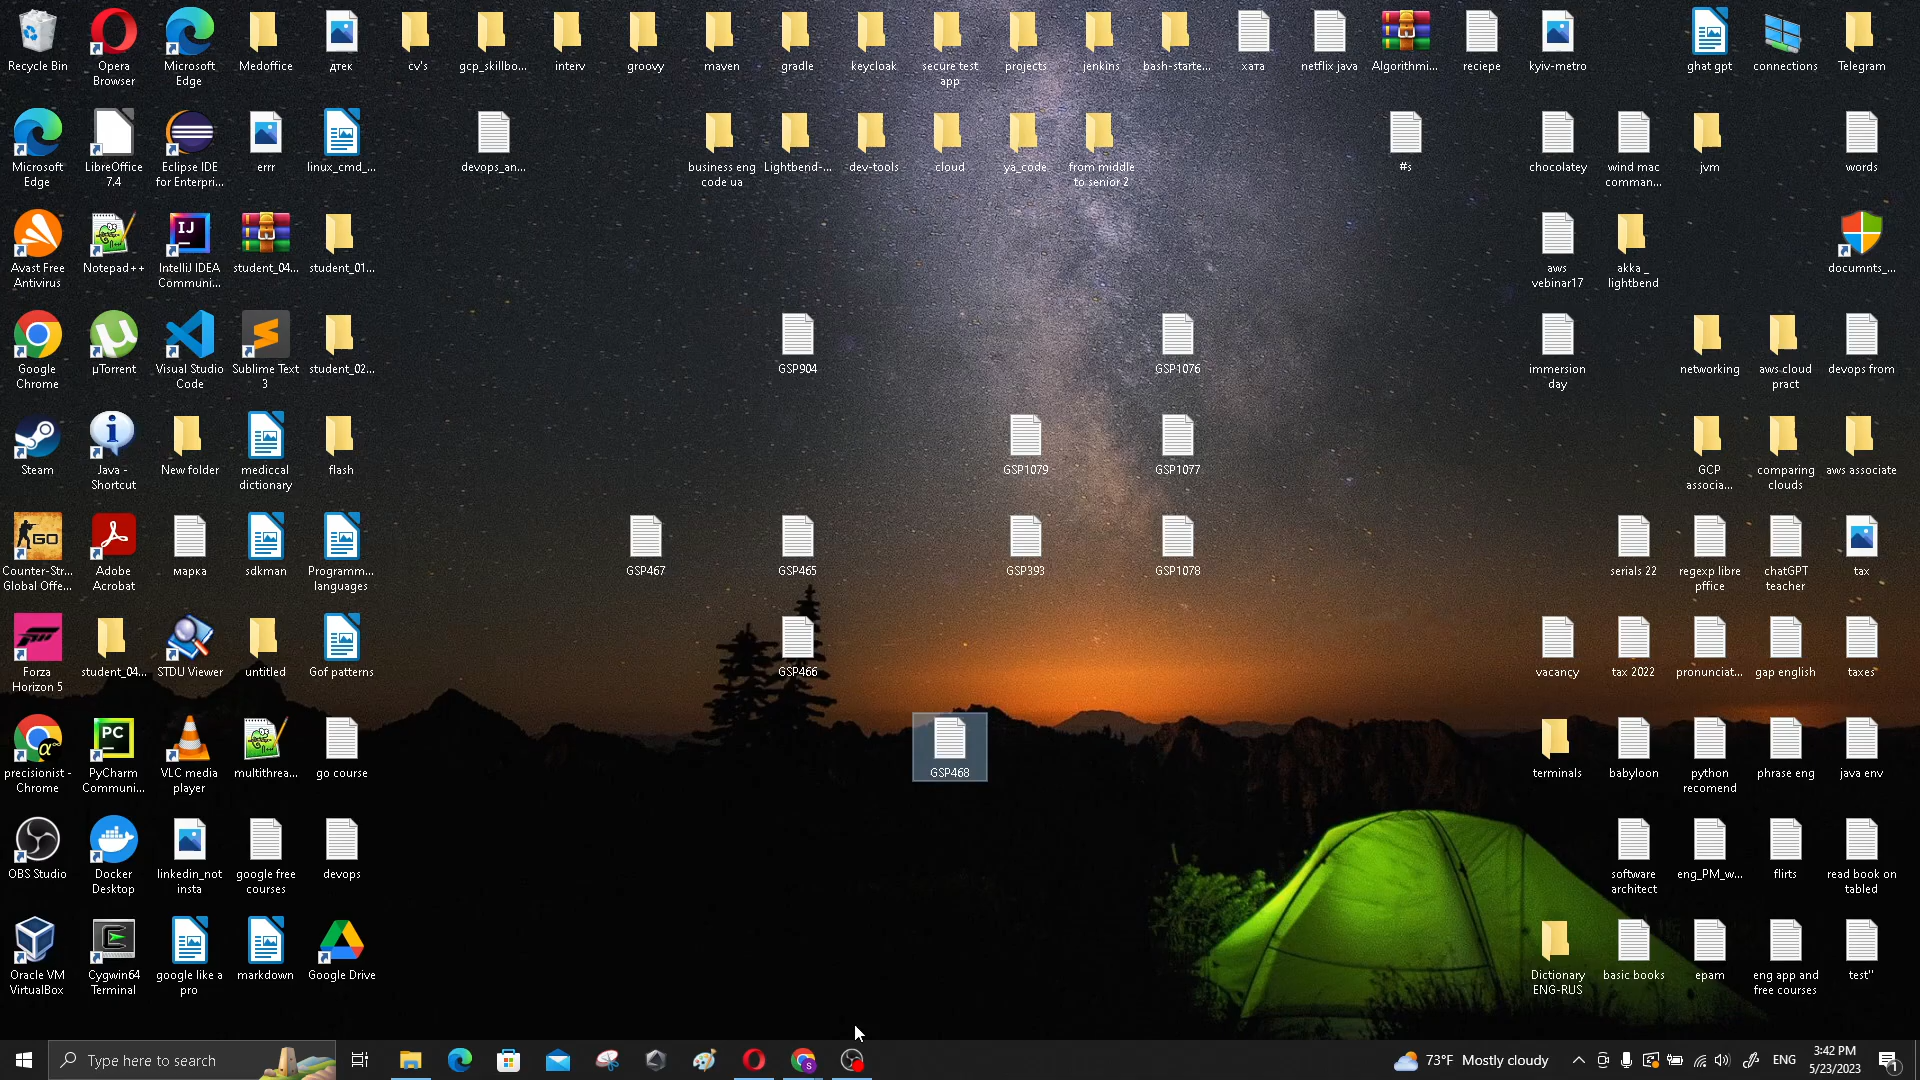 Recycle Bin
Opera
Browser
Microsoft
Edge
Medoffice
дтек
cv's
gcp_skillbo...
interv
groovy
maven
gradle
keycloak
secure test
app
projects
jenkins
bash-starte...
хата
netflix java
Algorithmi...
reciepe
kyiv-metro
ghat gpt
connections
Telegram
Microsoft
Edge
LibreOffice
7.4
Eclipse IDE
for Enterpri...
errr
linux_cmd_...
devops_an...
business eng
code ua
Lightbend-...
dev-tools
cloud
ya_code
from middle
to senior 2
#s
chocolatey
wind mac
comman...
jvm
words
Avast Free
Antivirus
Notepad++
IntelliJ IDEA
Communi...
student_04...
student_01...
aws
vebinar17
akka _
lightbend
documnts_...
Google
Chrome
µTorrent
Visual Studio
Code
Sublime Text
3
student_02...
GSP904
GSP1076
immersion
day
networking
aws cloud
pract
devops from
Steam
Java -
Shortcut
New folder
mediccal
dictionary
flash
GSP1079
GSP1077
GCP
associa...
comparing
clouds
aws associate
Counter-Str...
Global Offe...
Adobe
Acrobat
марка
sdkman
Programm...
languages
GSP467
GSP465
GSP393
GSP1078
serials 22
regexp libre
pffice
chatGPT
teacher
tax
Forza
Horizon 5
student_04...
STDU Viewer
untitled
Gof patterns
GSP466
vacancy
tax 2022
pronunciat...
gap english
taxes"
precisionist -
Chrome
PyCharm
Communi...
VLC media
player
multithrea...
go course
GSP468
terminals
babyloon
python
recomend
phrase eng
java env
OBS Studio
Docker
Desktop
linkedin_not
insta
google free
courses
devops
software
architect
eng_PM_w...
flirts
read book on
tabled
Oracle VM
VirtualBox
Cygwin64
Terminal
google like a
pro
markdown
Google Drive
Dictionary
ENG-RUS
basic books
epam
eng app and
free courses
test"
Type here to search
73°F Mostly cloudy
ENG
3:42 PM
5/23/2023
1